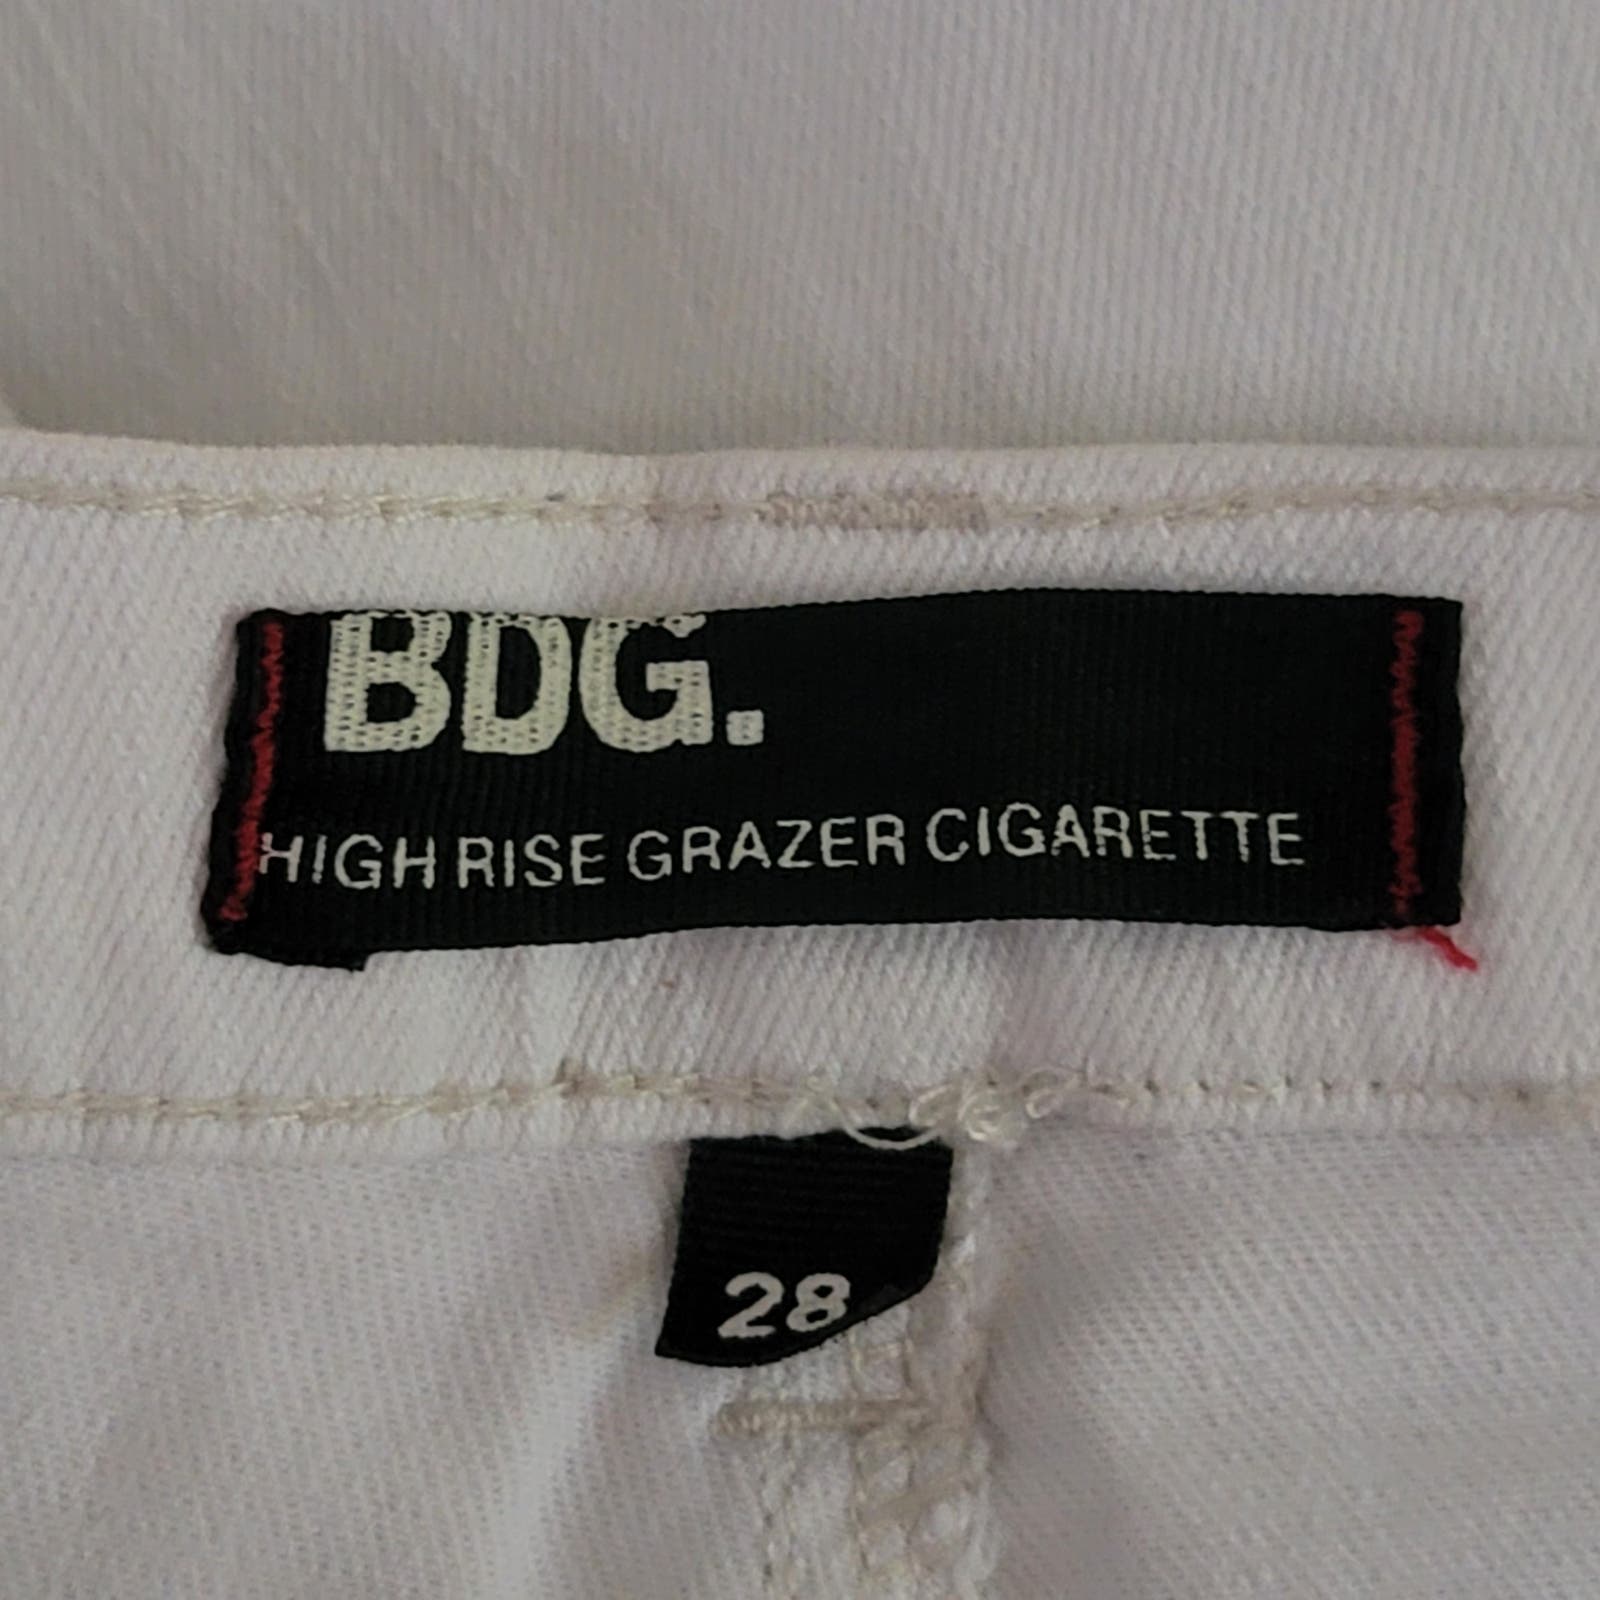 BDG.
HIGH RISE GRAZER CIGARETTE
28